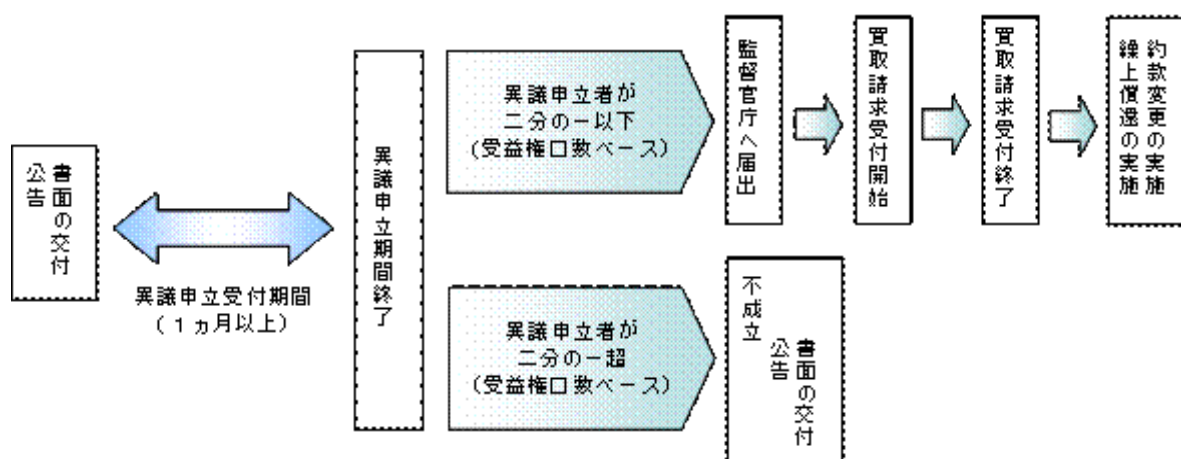 書面の交付
公告
異議申立受付期間
(1ヵ月以上)
異議申立期間終了
異議申立者が
二分の一以下
(受益権口数ベース)
監督官庁へ届出
買取請求受付開始
買取請求受付終了
約款変更の実施
繰上償還の実施
異議申立者が
二分の一超
(受益権口数ベース)
不成立
書面の交付
公告